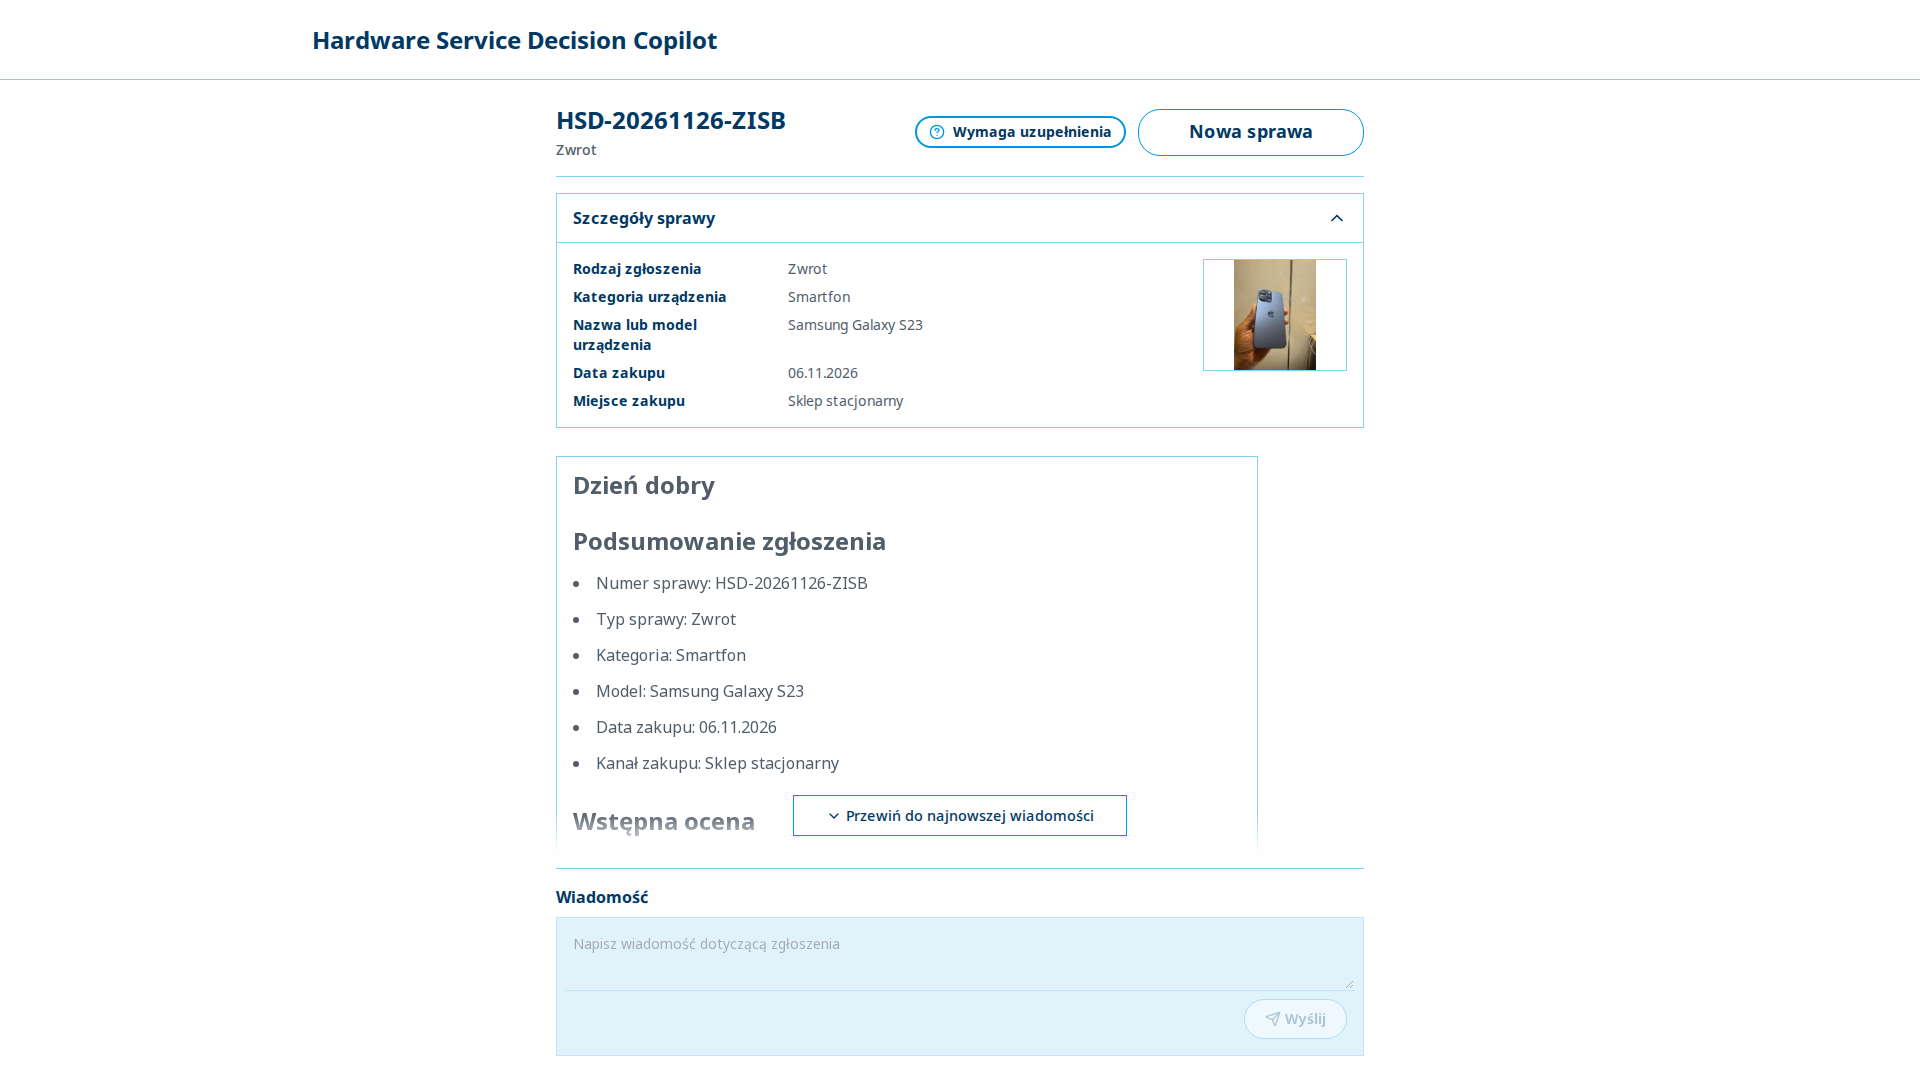 Hardware Service Decision Copilot
HSD-20261126-ZISB
Zwrot
Wymaga uzupełnienia
Nowa sprawa
Szczegóły sprawy
Rodzaj zgłoszenia
Zwrot
Kategoria urządzenia
Smartfon
Nazwa lub model
urządzenia
Samsung Galaxy S23
Data zakupu
06.11.2026
Miejsce zakupu
Sklep stacjonarny
Dzień dobry
Podsumowanie zgłoszenia
Numer sprawy: HSD-20261126-ZISB
Typ sprawy: Zwrot
Kategoria: Smartfon
Model: Samsung Galaxy S23
Data zakupu: 06.11.2026
Kanał zakupu: Sklep stacjonarny
Wstępna ocena
Przewiń do najnowszej wiadomości
Wiadomość
Napisz wiadomość dotyczącą zgłoszenia
Wyślij